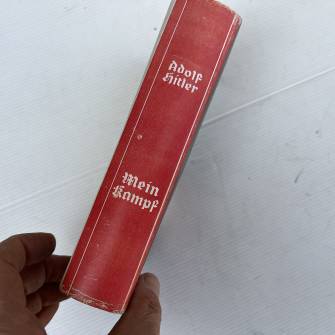 Adolf
Hitler
Mein
Kampf